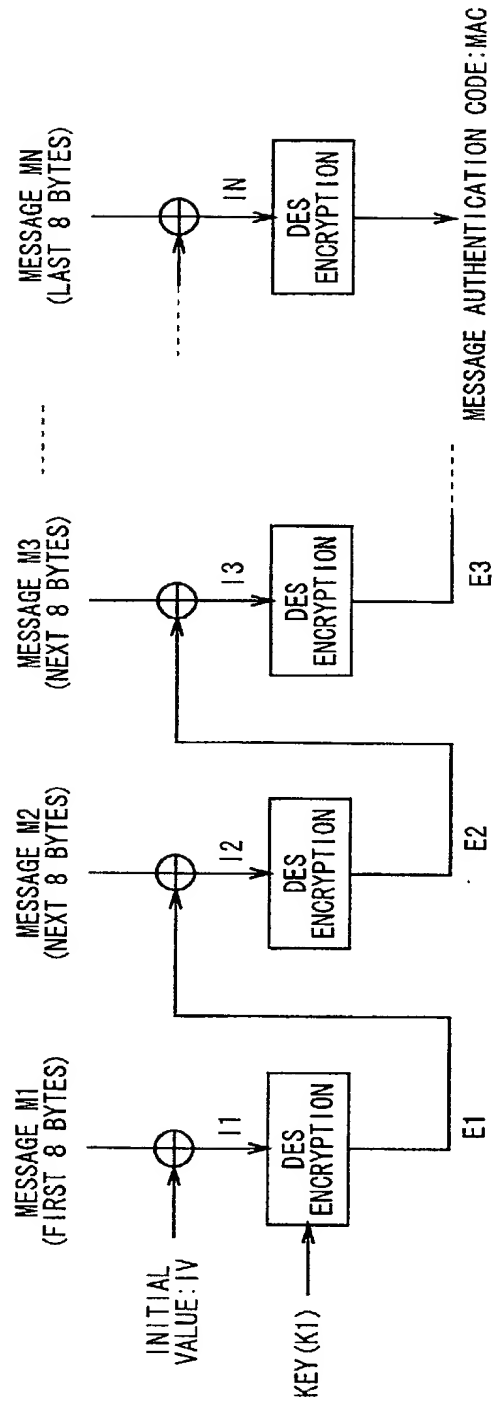 MESSAGE M1
(FIRST 8 BYTES)
MESSAGE M2
(NEXT 8 BYTES)
MESSAGE M3
(NEXT 8 BYTES)
MESSAGE MN
(LAST 8 BYTES)
INITIAL
VALUE:IV
I1
I2
I3
IN
KEY(K1)
DES
ENCRYPTION
DES
ENCRYPTION
DES
ENCRYPTION
DES
ENCRYPTION
E1
E2
E3
MESSAGE AUTHENTICATION CODE:MAC